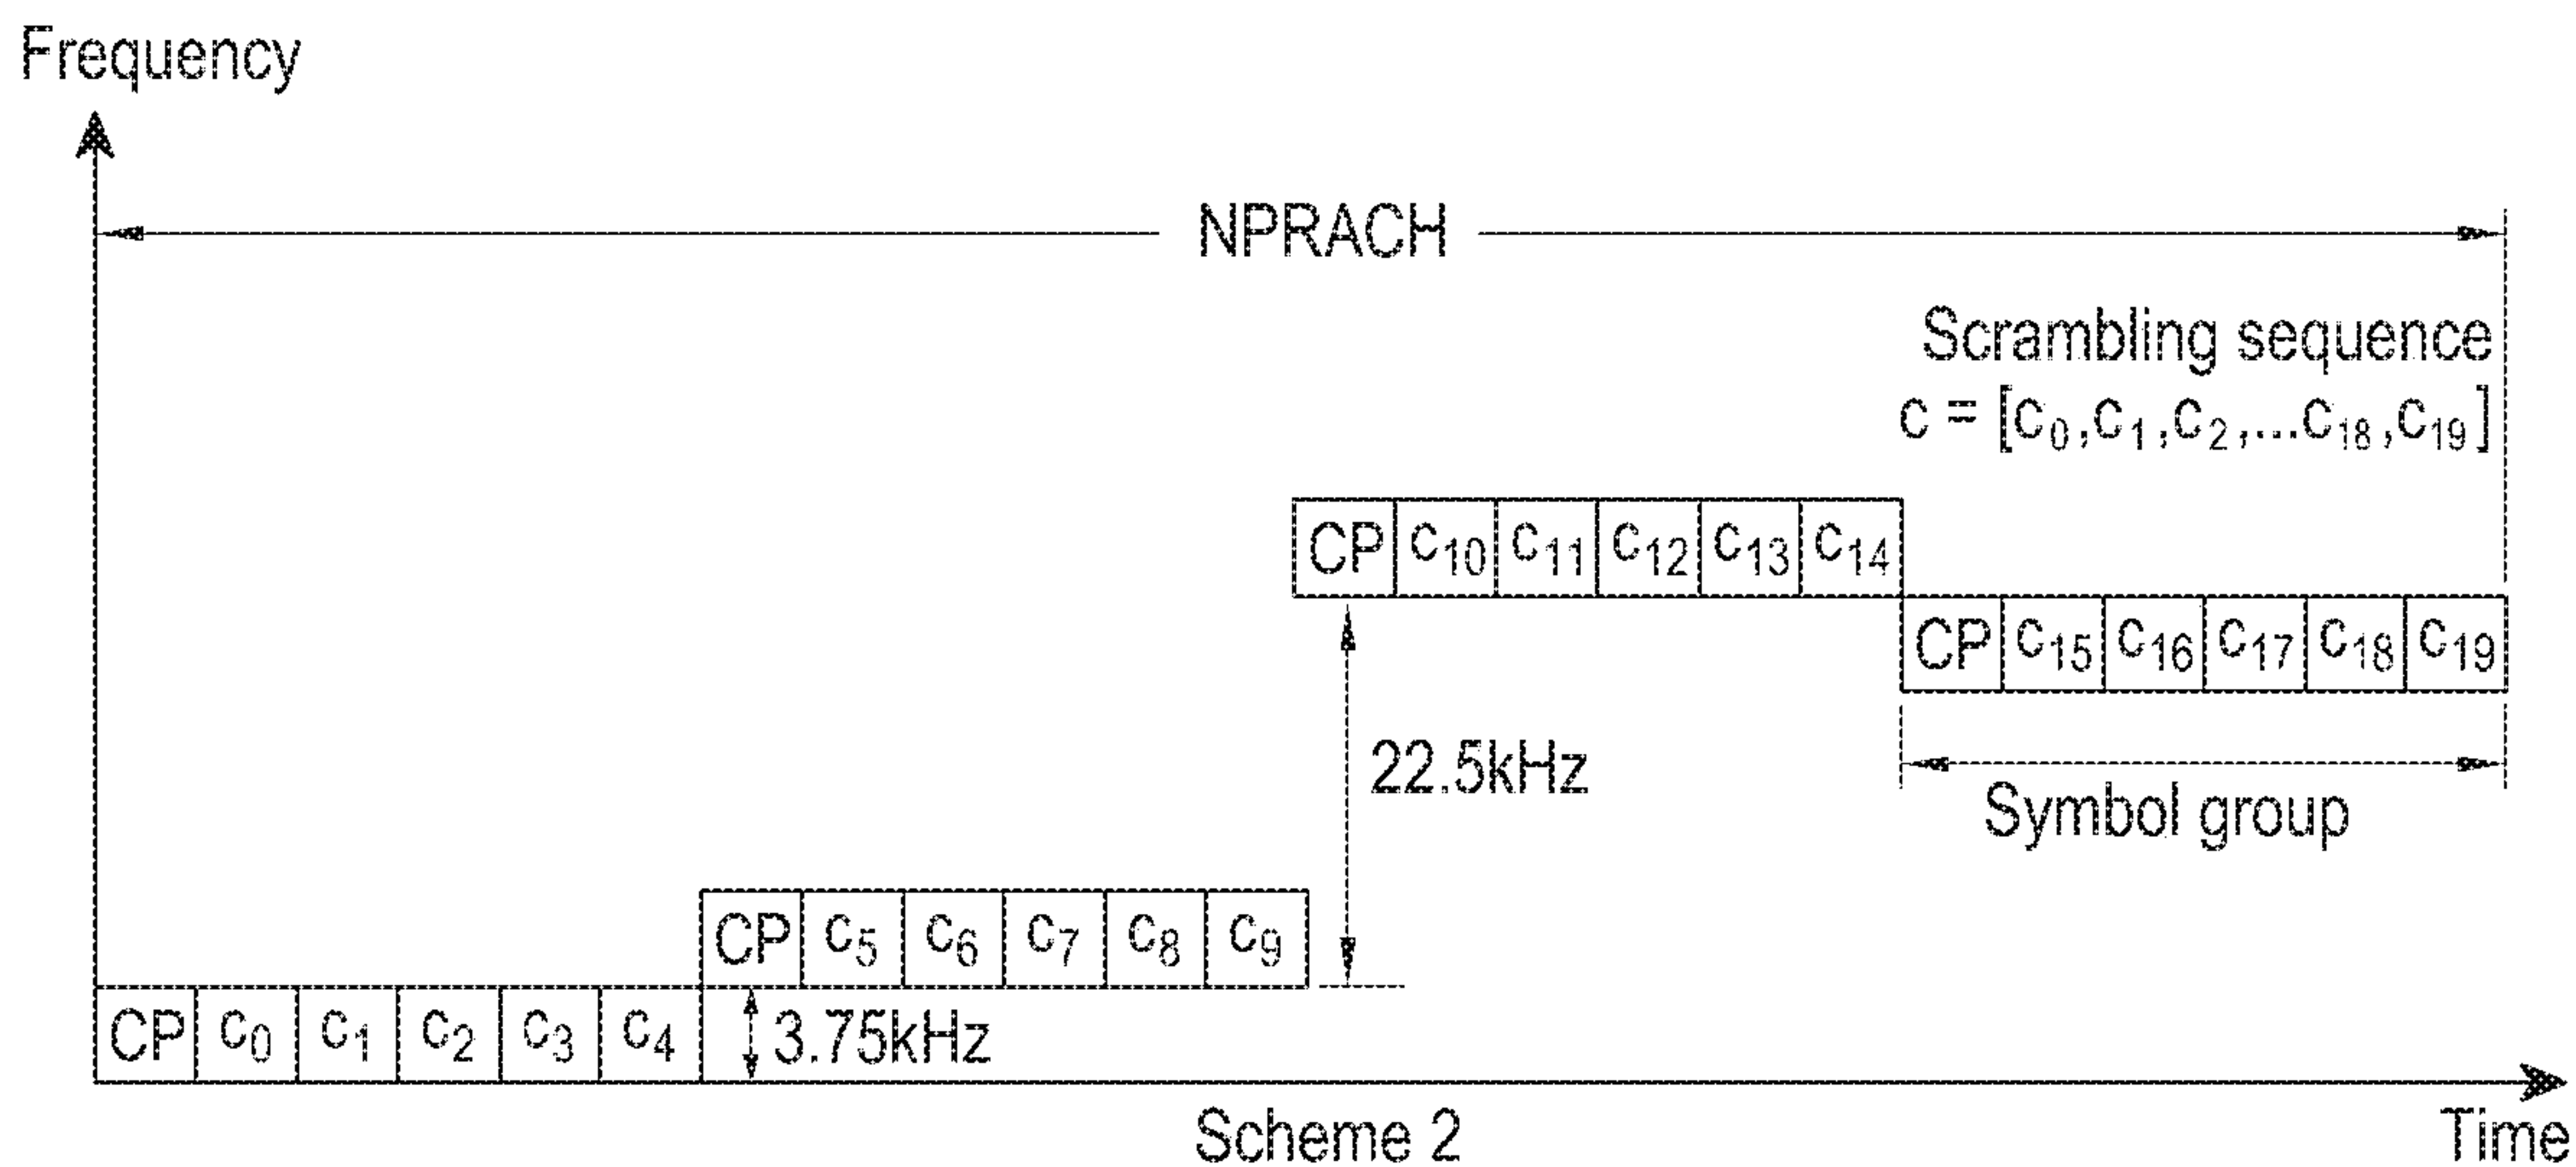 Frequency
NPRACH
Scrambling sequence
c = [c₀,c₁,c₂,...c₁₈,c₁₉]
CP c₁₀ c₁₁ c₁₂ c₁₃ c₁₄
CP c₁₅ c₁₆ c₁₇ c₁₈ c₁₉
22.5kHz
Symbol group
CP c₅ c₆ c₇ c₈ c₉
CP c₀ c₁ c₂ c₃ c₄
3.75kHz
Scheme 2
Time